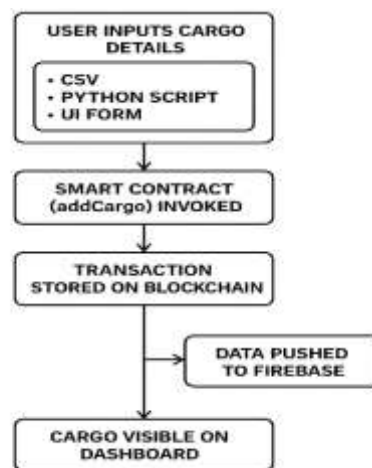 USER INPUTS CARGO
DETAILS
• CSV
• PYTHON SCRIPT
• UI FORM
SMART CONTRACT
(addCargo) INVOKED
TRANSACTION
STORED ON BLOCKCHAIN
DATA PUSHED
TO FIREBASE
CARGO VISIBLE ON
DASHBOARD